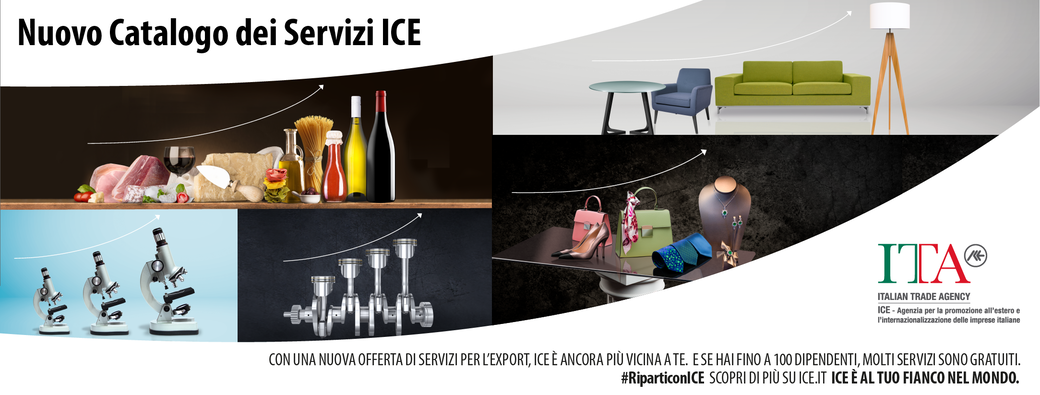 Nuovo Catalogo dei Servizi ICE
ITA
ITALIAN TRADE AGENCY
ICE - Agenzia per la promozione all'estero e
l'internazionalizzazione delle imprese italiane
CON UNA NUOVA OFFERTA DI SERVIZI PER L'EXPORT, ICE È ANCORA PIÙ VICINA A TE. E SE HAI FINO A 100 DIPENDENTI, MOLTI SERVIZI SONO GRATUITI.
#RiparticonICE SCOPRI DI PIÙ SU ICE.IT ICE È AL TUO FIANCO NEL MONDO.